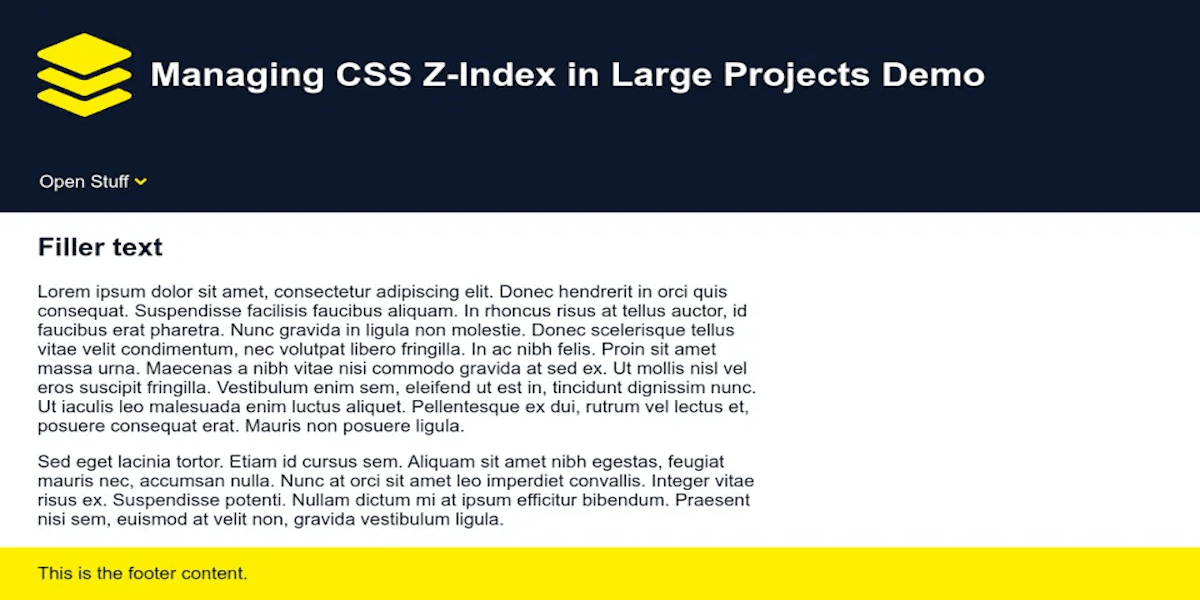 Managing CSS Z-Index in Large Projects Demo
Open Stuff
Filler text
Lorem ipsum dolor sit amet, consectetur adipiscing elit. Donec hendrerit in orci quis
consequat. Suspendisse facilisis faucibus aliquam. In rhoncus risus at tellus auctor, id
faucibus erat pharetra. Nunc gravida in ligula non molestie. Donec scelerisque tellus
vitae velit condimentum, nec volutpat libero fringilla. In ac nibh felis. Proin sit amet
massa urna. Maecenas a nibh vitae nisi commodo gravida at sed ex. Ut mollis nisl vel
eros suscipit fringilla. Vestibulum enim sem, eleifend ut est in, tincidunt dignissim nunc.
Ut iaculis leo malesuada enim luctus aliquet. Pellentesque ex dui, rutrum vel lectus et,
posuere consequat erat. Mauris non posuere ligula.
Sed eget lacinia tortor. Etiam id cursus sem. Aliquam sit amet nibh egestas, feugiat
mauris nec, accumsan nulla. Nunc at orci sit amet leo imperdiet convallis. Integer vitae
risus ex. Suspendisse potenti. Nullam dictum mi at ipsum efficitur bibendum. Praesent
nisi sem, euismod at velit non, gravida vestibulum ligula.
This is the footer content.